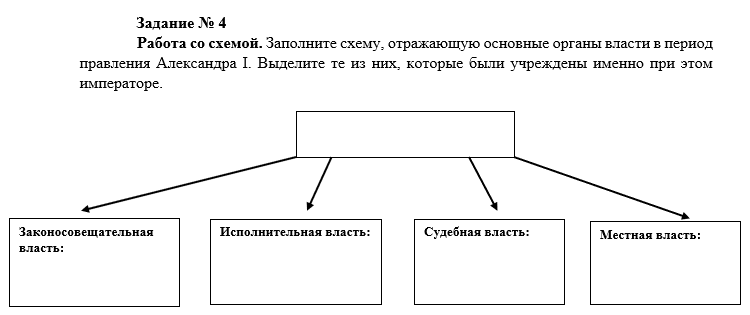 Задание № 4
Работа со схемой. Заполните схему, отражающую основные органы власти в период
правления Александра I. Выделите те из них, которые были учреждены именно при этом
императоре.
Законосовещательная
власть:
Исполнительная власть:
Судебная власть:
Местная власть: